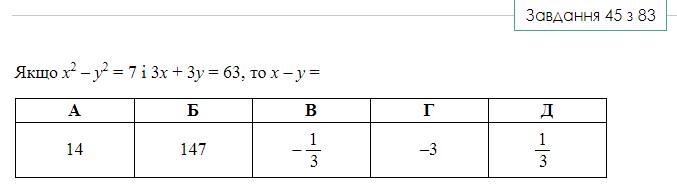 Завдання 45 з 83
Якщо x² – y² = 7 і 3x + 3y = 63, то x – y =
А Б В Г Д
14 147 –1/3 –3 1/3